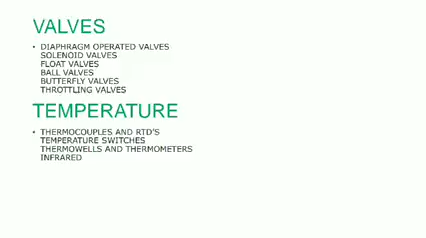 VALVES
• DIAPHRAGM OPERATED VALVES
SOLENOID VALVES
FLOAT VALVES
BALL VALVES
BUTTERFLY VALVES
THROTTLING VALVES
TEMPERATURE
• THERMOCOUPLES AND RTD'S
TEMPERATURE SWITCHES
THERMOWELLS AND THERMOMETERS
INFRARED